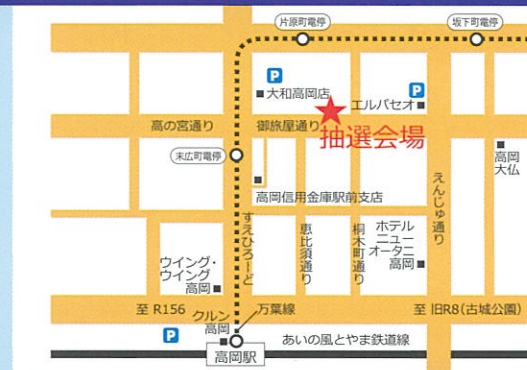 片原町電停
坂下町電停
P
P
大和高岡店
エルパセオ
高の宮通り
御旅屋通り
抽選会場
末広町電停
高岡
大仏
高岡信用金庫駅前支店
すえひろーど
恵比須通り
桐木町通り
えんじゅ通り
ホテル
ニュー
オータニ
高岡
ウイング・
ウイング
高岡
至 R156
万葉線
至 旧R8(古城公園)
P
クルン
高岡
あいの風とやま鉄道線
高岡駅